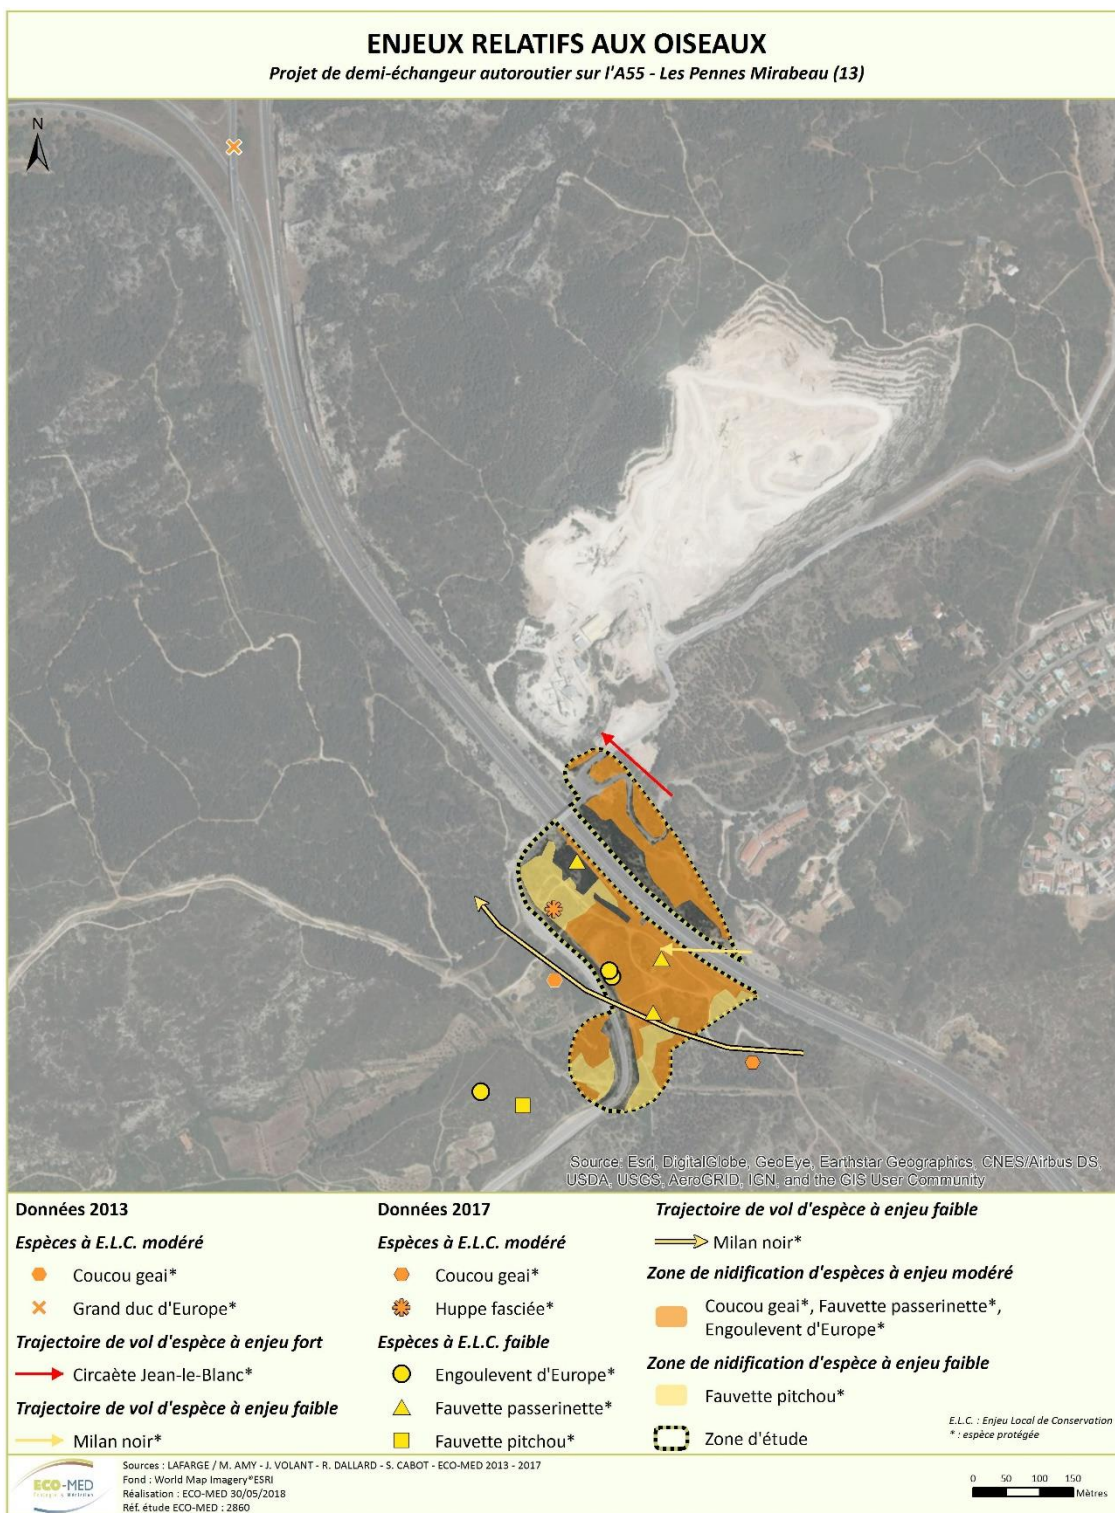 ENJEUX RELATIFS AUX OISEAUX
Projet de demi-échangeur autoroutier sur l'A55 - Les Pennes Mirabeau (13)
N
Source: Esri, DigitalGlobe, GeoEye, Earthstar Geographics, CNES/Airbus DS,
USDA, USGS, AeroGRID, IGN, and the GIS User Community
Données 2013
Espèces à E.L.C. modéré
Coucou geai*
Grand duc d'Europe*
Trajectoire de vol d'espèce à enjeu fort
Circaète Jean-le-Blanc*
Trajectoire de vol d'espèce à enjeu faible
Milan noir*
Données 2017
Espèces à E.L.C. modéré
Coucou geai*
Huppe fasciée*
Espèces à E.L.C. faible
Engoulevent d'Europe*
Fauvette passerinette*
Fauvette pitchou*
Trajectoire de vol d'espèce à enjeu faible
Milan noir*
Zone de nidification d'espèces à enjeu modéré
Coucou geai*, Fauvette passerinette*,
Engoulevent d'Europe*
Zone de nidification d'espèce à enjeu faible
Fauvette pitchou*
Zone d'étude
E.L.C. : Enjeu Local de Conservation
* : espèce protégée
ECO-MED
Sources : LAFARGE / M. AMY - J. VOLANT - R. DALLARD - S. CABOT - ECO-MED 2013 - 2017
Fond : World Map Imagery®ESRI
Réalisation : ECO-MED 30/05/2018
Réf. étude ECO-MED : 2860
0 50 100 150
Mètres